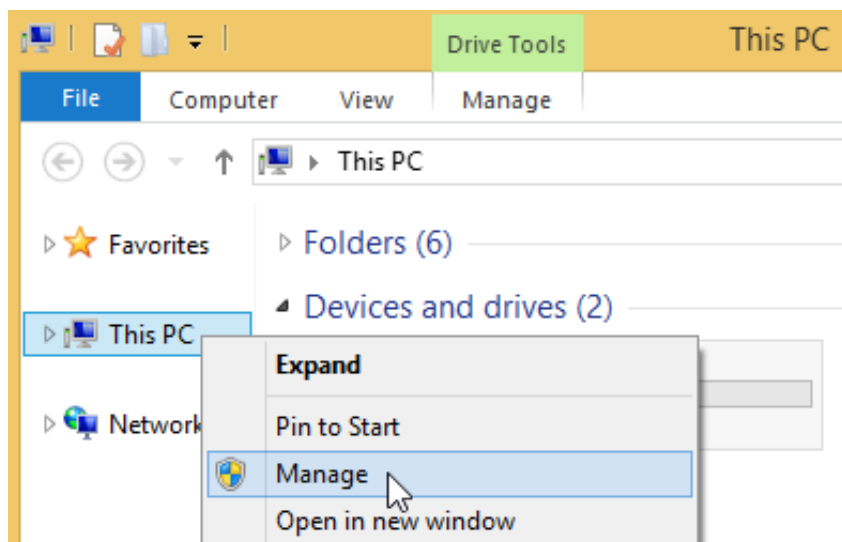 Drive Tools This PC
File Computer View Manage
This PC
Favorites
Folders (6)
Devices and drives (2)
This PC
Expand
Network
Pin to Start
Manage
Open in new window